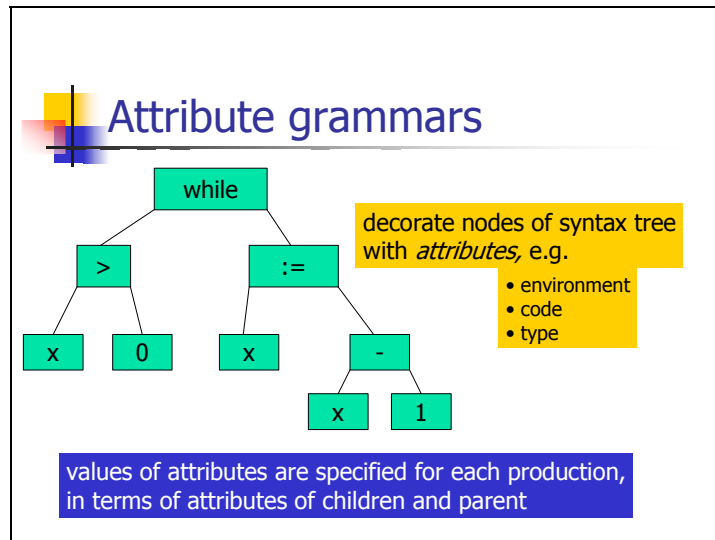 Attribute grammars
while
decorate nodes of syntax tree
with attributes, e.g.
> :=
• environment
• code
• type
x 0 x -
x 1
values of attributes are specified for each production,
in terms of attributes of children and parent